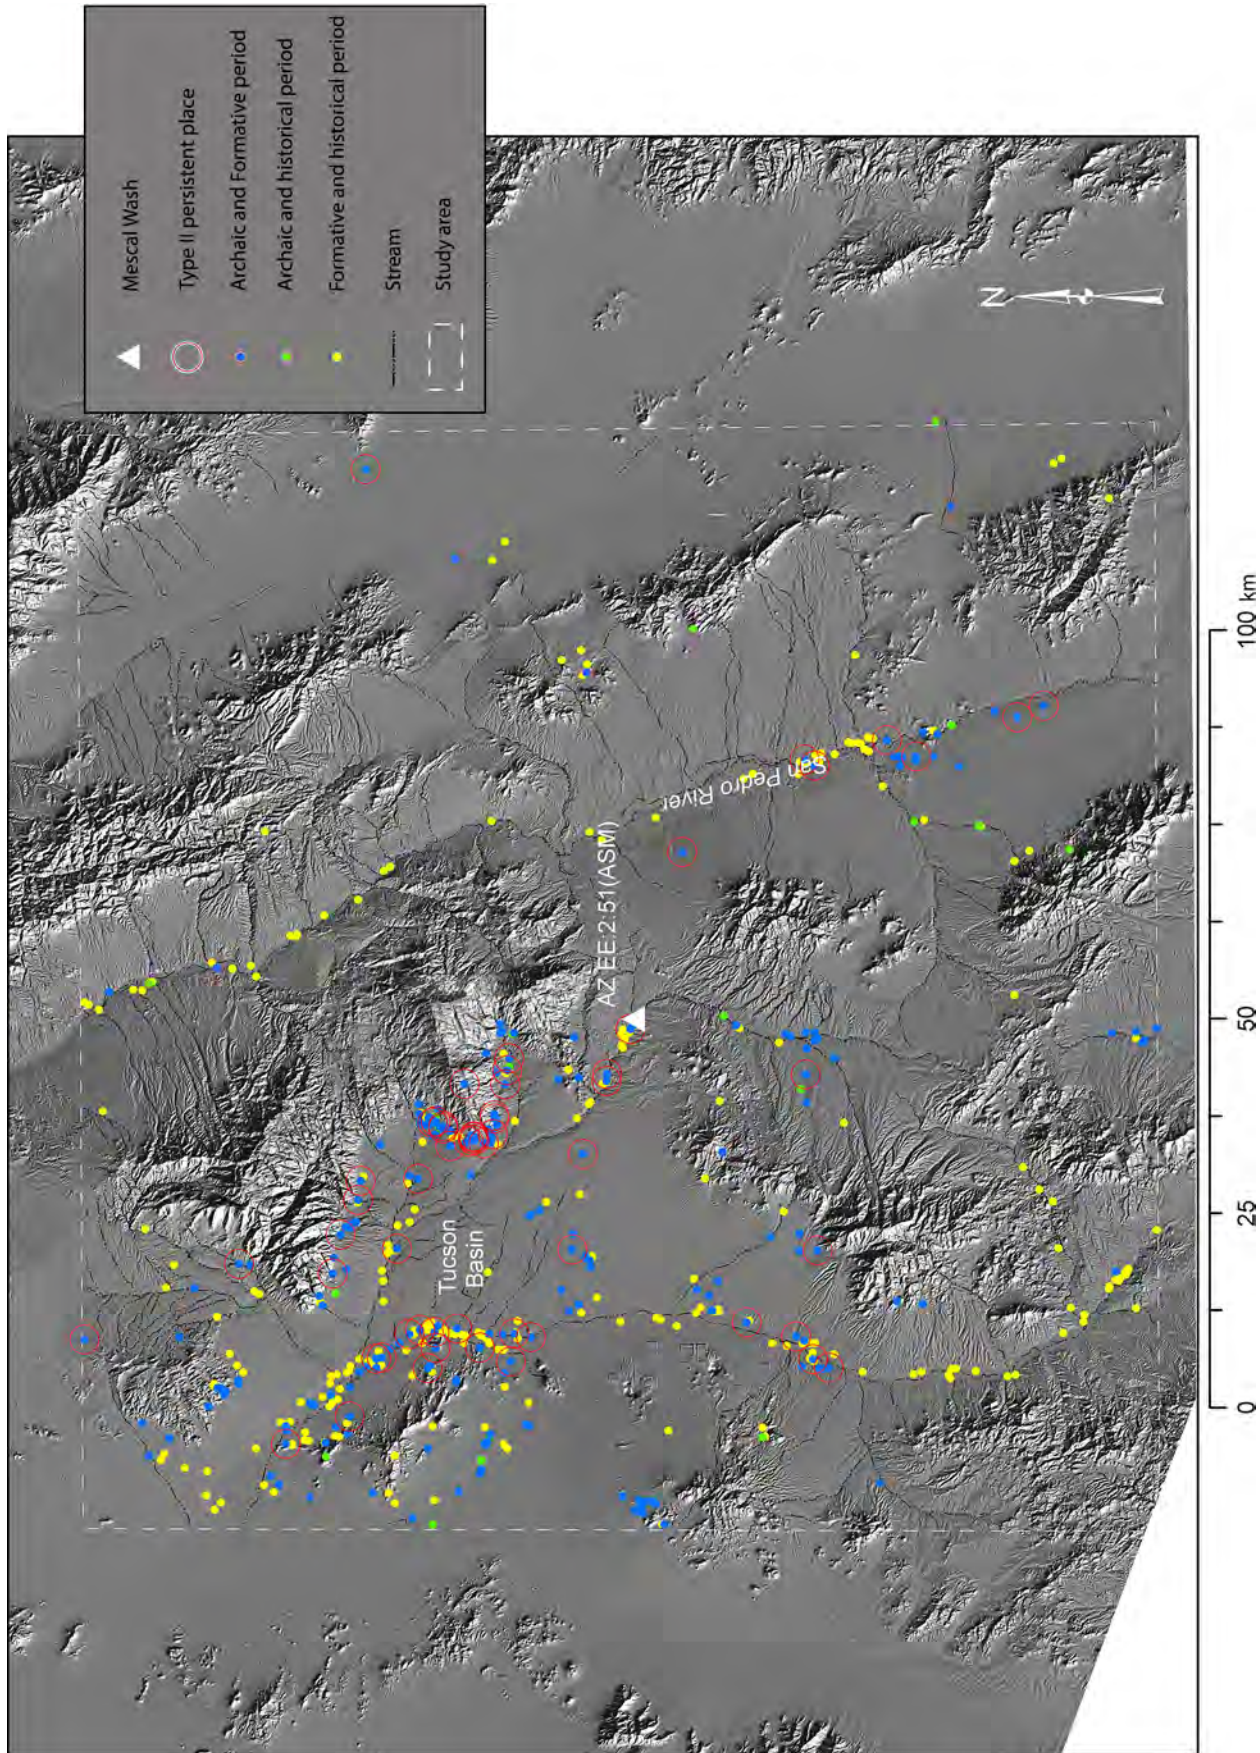 Mescal Wash
Type II persistent place
Archaic and Formative period
Archaic and historical period
Formative and historical period
Stream
Study area
Tucson
Basin
AZ EE:2:51(ASM)
San Pedro River
N
0
25
50
100 km